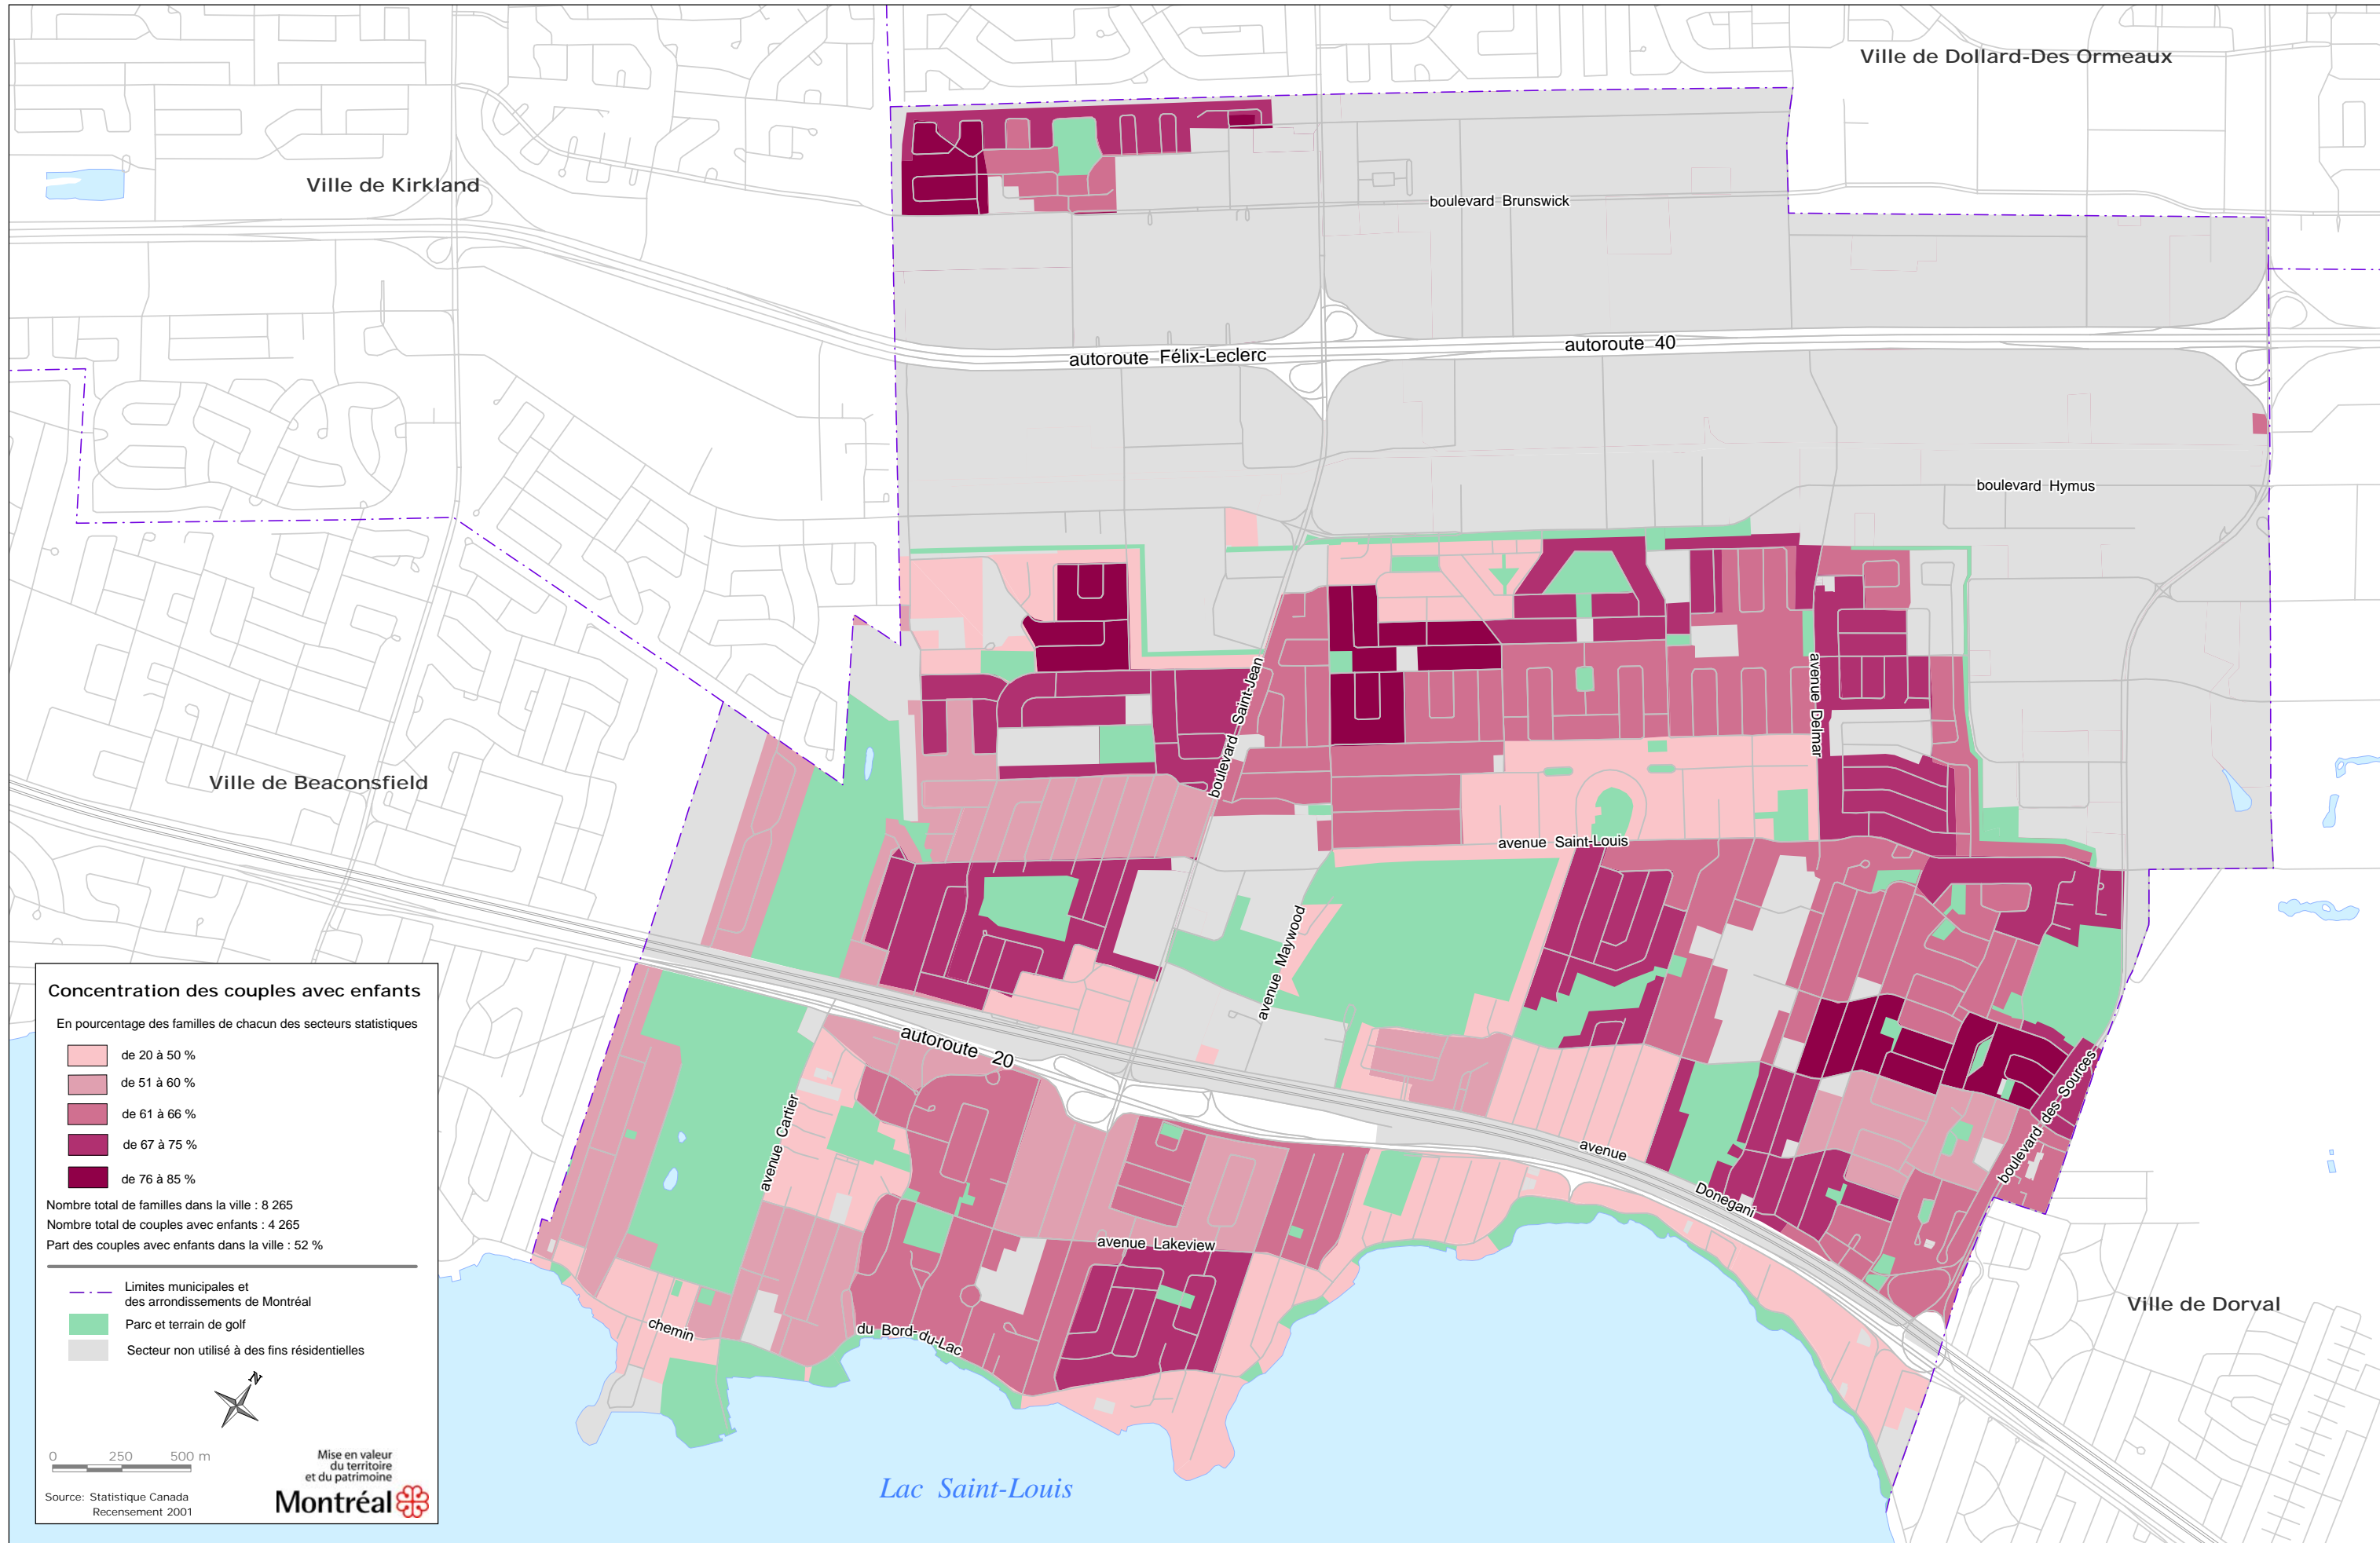 Ville de Dollard-Des Ormeaux
Ville de Kirkland
boulevard Brunswick
autoroute Félix-Leclerc
autoroute 40
boulevard Hymus
boulevard Saint-Jean
avenue Delmar
Ville de Beaconsfield
avenue Saint-Louis
avenue Maywood
autoroute 20
avenue Cartier
boulevard des Sources
avenue
Donegani
avenue Lakeview
Ville de Dorval
chemin
du Bord-du-Lac
Lac Saint-Louis
Concentration des couples avec enfants
En pourcentage des familles de chacun des secteurs statistiques
de 20 à 50 %
de 51 à 60 %
de 61 à 66 %
de 67 à 75 %
de 76 à 85 %
Nombre total de familles dans la ville : 8 265
Nombre total de couples avec enfants : 4 265
Part des couples avec enfants dans la ville : 52 %
Limites municipales et
des arrondissements de Montréal
Parc et terrain de golf
Secteur non utilisé à des fins résidentielles
N
0 250 500 m
Mise en valeur
du territoire
et du patrimoine
Montréal
Source: Statistique Canada
Recensement 2001